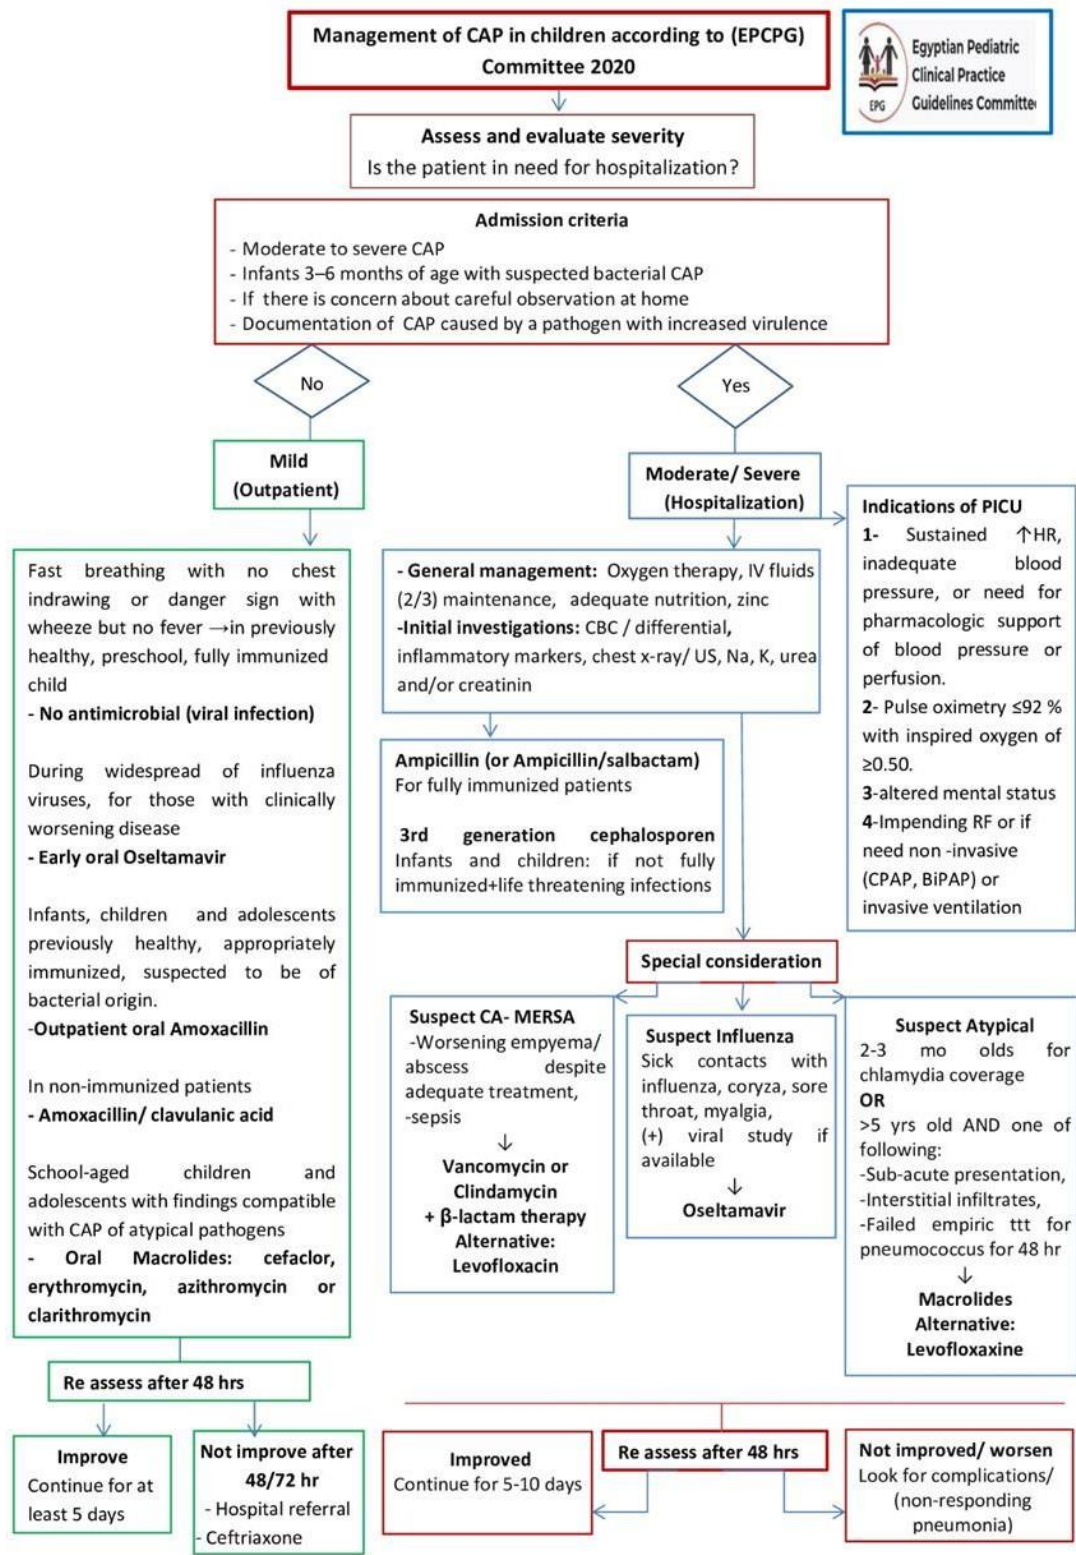 Management of CAP in children according to (EPCPG)
Committee 2020
Egyptian Pediatric
Clinical Practice
Guidelines Committe
EPG
Assess and evaluate severity
Is the patient in need for hospitalization?
Admission criteria
- Moderate to severe CAP
- Infants 3–6 months of age with suspected bacterial CAP
- If there is concern about careful observation at home
- Documentation of CAP caused by a pathogen with increased virulence
No
Yes
Mild
(Outpatient)
Moderate/ Severe
(Hospitalization)
Fast breathing with no chest
indrawing or danger sign with
wheeze but no fever →in previously
healthy, preschool, fully immunized
child
- No antimicrobial (viral infection)
During widespread of influenza
viruses, for those with clinically
worsening disease
- Early oral Oseltamavir
Infants, children and adolescents
previously healthy, appropriately
immunized, suspected to be of
bacterial origin.
-Outpatient oral Amoxacillin
In non-immunized patients
- Amoxacillin/ clavulanic acid
School-aged children and
adolescents with findings compatible
with CAP of atypical pathogens
- Oral Macrolides: cefaclor,
erythromycin, azithromycin or
clarithromycin
- General management: Oxygen therapy, IV fluids
(2/3) maintenance, adequate nutrition, zinc
-Initial investigations: CBC / differential,
inflammatory markers, chest x-ray/ US, Na, K, urea
and/or creatinin
Indications of PICU
1- Sustained ↑HR,
inadequate blood
pressure, or need for
pharmacologic support
of blood pressure or
perfusion.
2- Pulse oximetry ≤92 %
with inspired oxygen of
≥0.50.
3-altered mental status
4-Impending RF or if
need non -invasive
(CPAP, BiPAP) or
invasive ventilation
Ampicillin (or Ampicillin/salbactam)
For fully immunized patients
3rd generation cephalosporen
Infants and children: if not fully
immunized+life threatening infections
Special consideration
Suspect CA- MERSA
-Worsening empyema/
abscess despite
adequate treatment,
-sepsis
↓
Vancomycin or
Clindamycin
+ β-lactam therapy
Alternative:
Levofloxacin
Suspect Influenza
Sick contacts with
influenza, coryza, sore
throat, myalgia,
(+) viral study if
available
↓
Oseltamavir
Suspect Atypical
2-3 mo olds for
chlamydia coverage
OR
>5 yrs old AND one of
following:
-Sub-acute presentation,
-Interstitial infiltrates,
-Failed empiric ttt for
pneumococcus for 48 hr
↓
Macrolides
Alternative:
Levofloxaxine
Re assess after 48 hrs
Improve
Continue for at
least 5 days
Not improve after
48/72 hr
- Hospital referral
- Ceftriaxone
Improved
Continue for 5-10 days
Re assess after 48 hrs
Not improved/ worsen
Look for complications/
(non-responding
pneumonia)